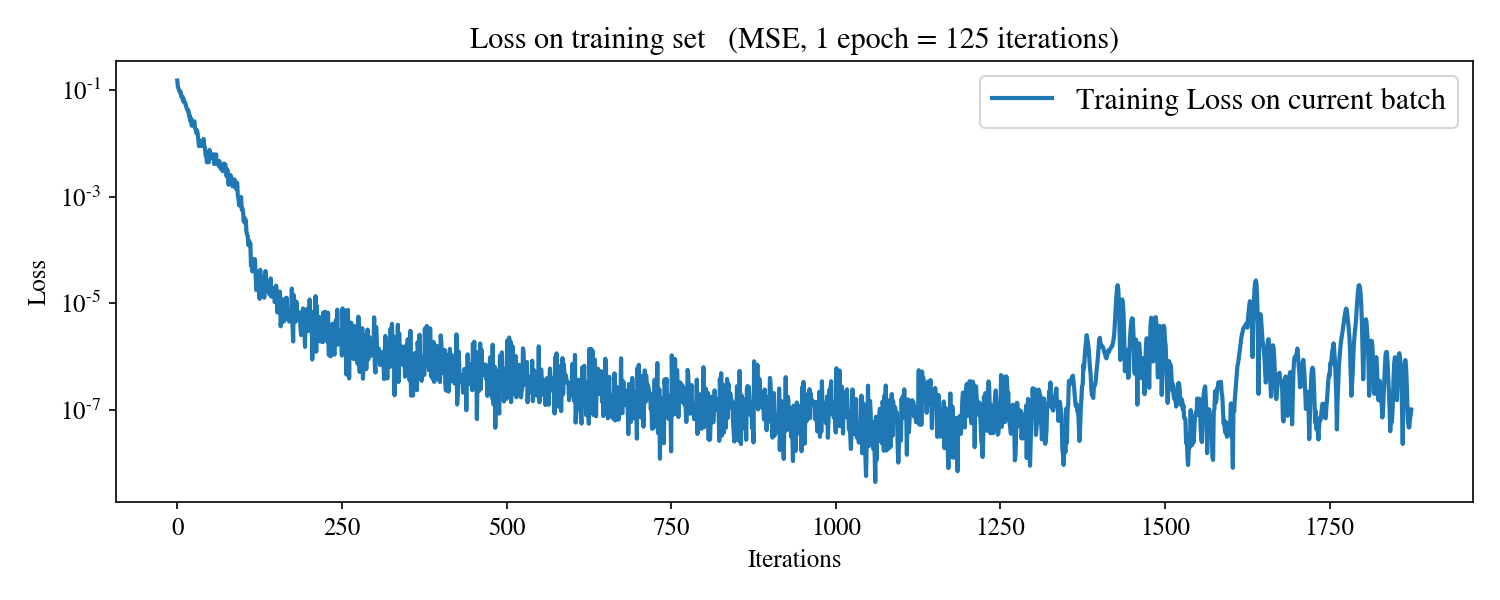 Loss on training set   (MSE, 1 epoch = 125 iterations)
Training Loss on current batch
Loss
10⁻¹
10⁻³
10⁻⁵
10⁻⁷
0 250 500 750 1000 1250 1500 1750
Iterations